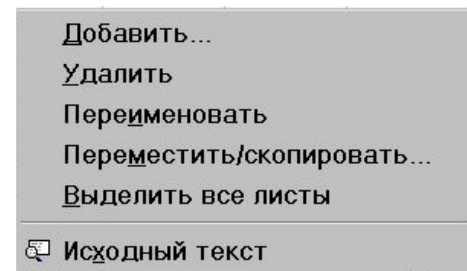 Добавить...
Удалить
Переименовать
Переместить/скопировать...
Выделить все листы
Исходный текст